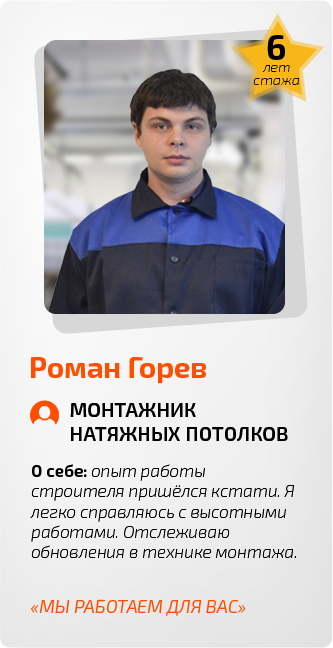 6
лет
стажа
Роман Горев
МОНТАЖНИК
НАТЯЖНЫХ ПОТОЛКОВ
О себе: опыт работы
строителя пришёлся кстати. Я
легко справляюсь с высотными
работами. Отслеживаю
обновления в технике монтажа.
«МЫ РАБОТАЕМ ДЛЯ ВАС»